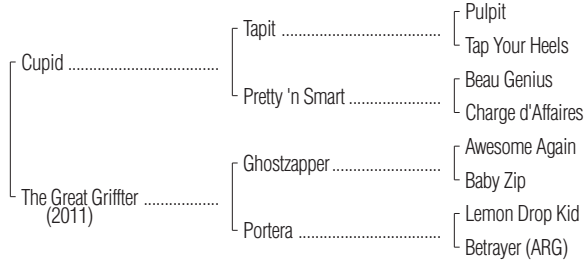 Pulpit
Tapit ....................................
Tap Your Heels
Cupid .....................................................
Beau Genius
Pretty 'n Smart ......................
Charge d'Affaires
Awesome Again
Ghostzapper..........................
Baby Zip
The Great Griffter ..................
(2011)
Lemon Drop Kid
Portera ..................................
Betrayer (ARG)